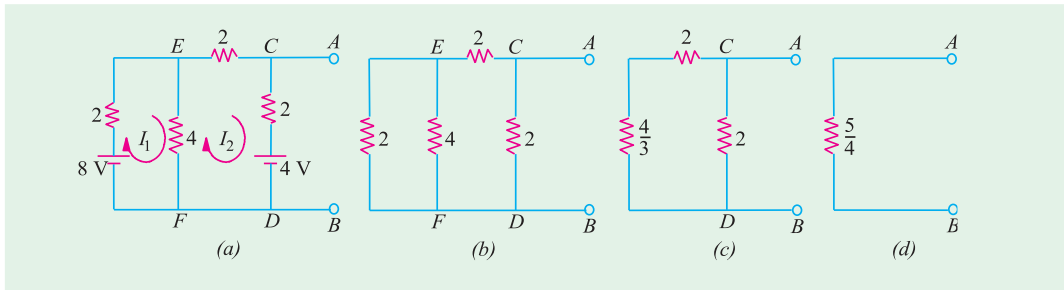 E 2 C A
2 I1 4 I2 2
8 V 4 V
F D B
(a)
E 2 C A
2 4 2
F D B
(b)
2 C A
4/3 2
D B
(c)
A
5/4
B
(d)